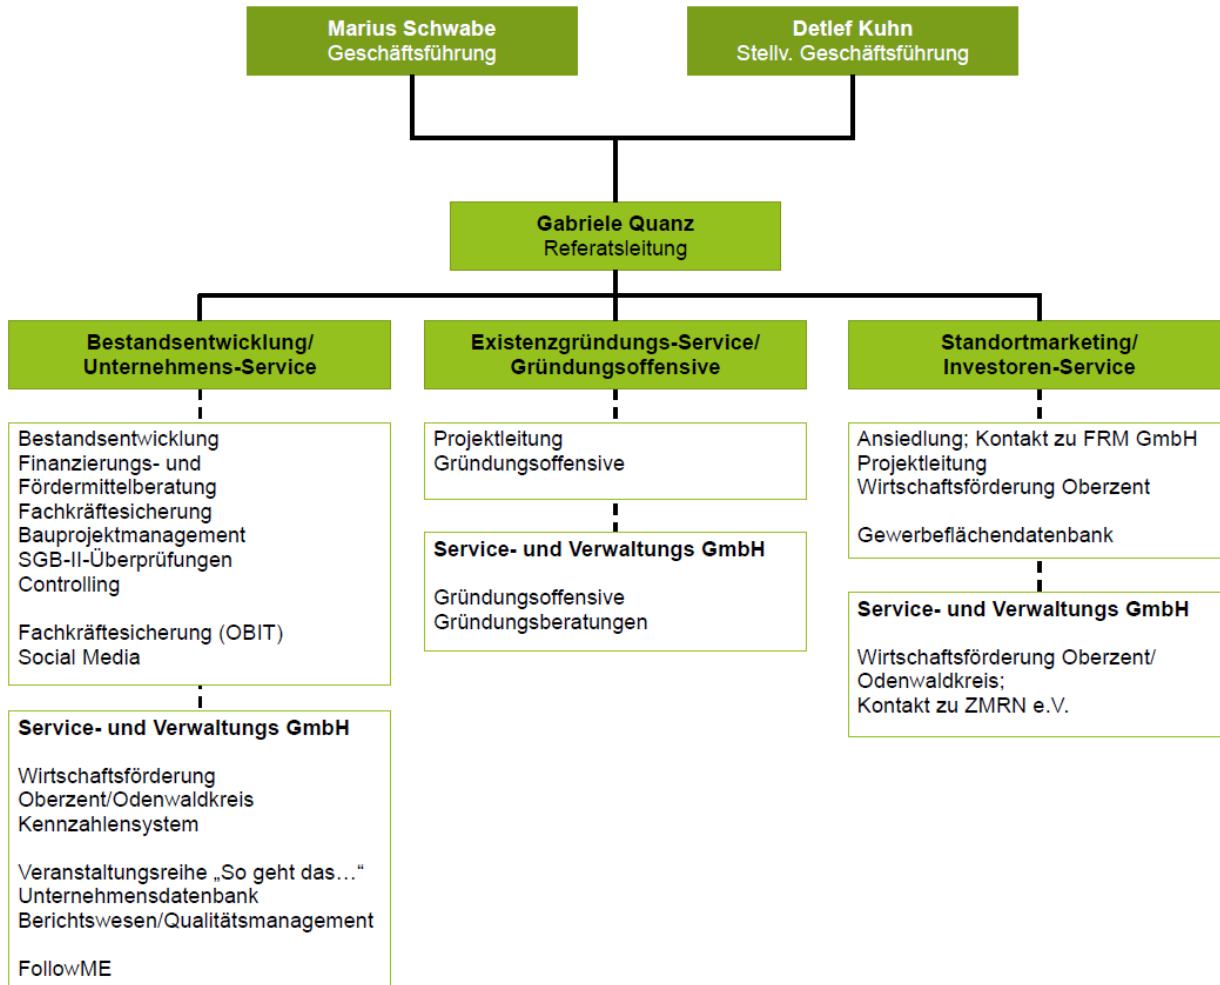 Marius Schwabe
Geschäftsführung
Detlef Kuhn
Stellv. Geschäftsführung
Gabriele Quanz
Referatsleitung
Bestandsentwicklung/
Unternehmens-Service
Bestandsentwicklung
Finanzierungs- und
Fördermittelberatung
Fachkräftesicherung
Bauprojektmanagement
SGB-II-Überprüfungen
Controlling
Fachkräftesicherung (OBIT)
Social Media
Service- und Verwaltungs GmbH
Wirtschaftsförderung
Oberzent/Odenwaldkreis
Kennzahlensystem
Veranstaltungsreihe „So geht das…“
Unternehmensdatenbank
Berichtswesen/Qualitätsmanagement
FollowME
Existenzgründungs-Service/
Gründungsoffensive
Projektleitung
Gründungsoffensive
Service- und Verwaltungs GmbH
Gründungsoffensive
Gründungsberatungen
Standortmarketing/
Investoren-Service
Ansiedlung; Kontakt zu FRM GmbH
Projektleitung
Wirtschaftsförderung Oberzent
Gewerbeflächendatenbank
Service- und Verwaltungs GmbH
Wirtschaftsförderung Oberzent/
Odenwaldkreis;
Kontakt zu ZMRN e.V.